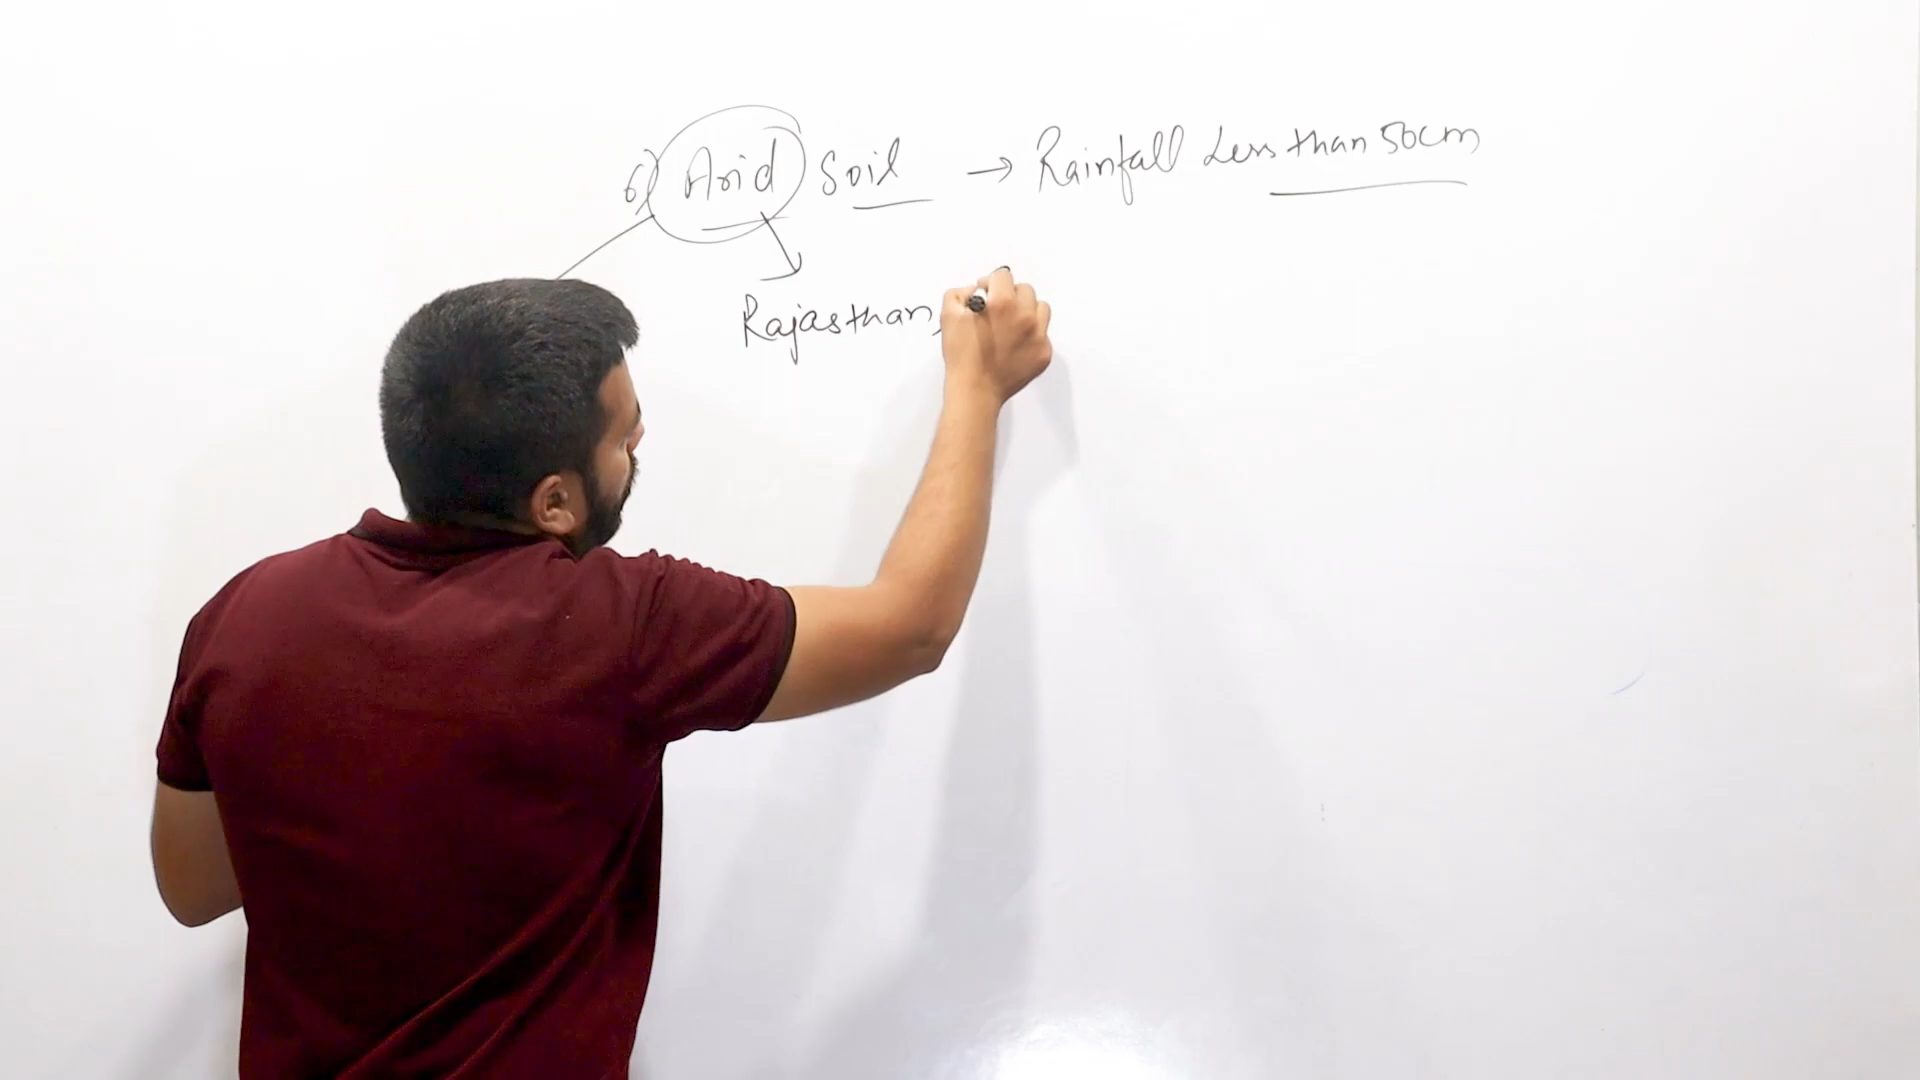 6) Arid Soil → Rainfall Less than 50cm
Rajasthan,